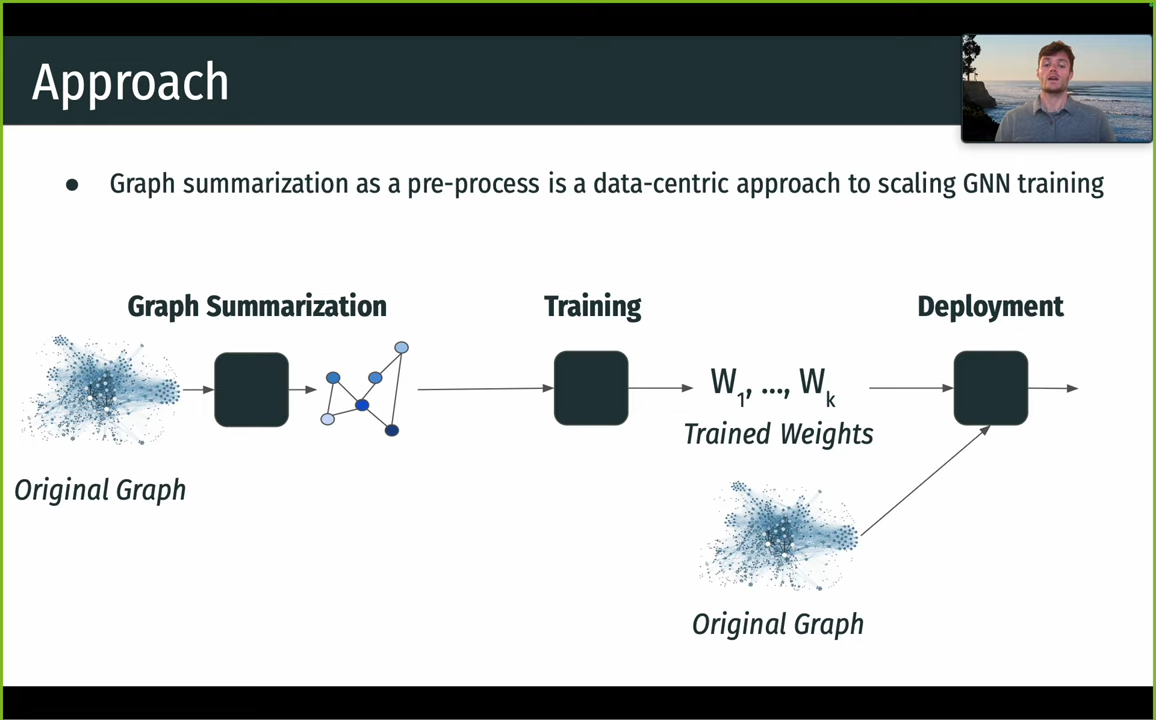 Approach
● Graph summarization as a pre-process is a data-centric approach to scaling GNN training
Graph Summarization
Training
Deployment
W1, ..., Wk
Trained Weights
Original Graph
Original Graph